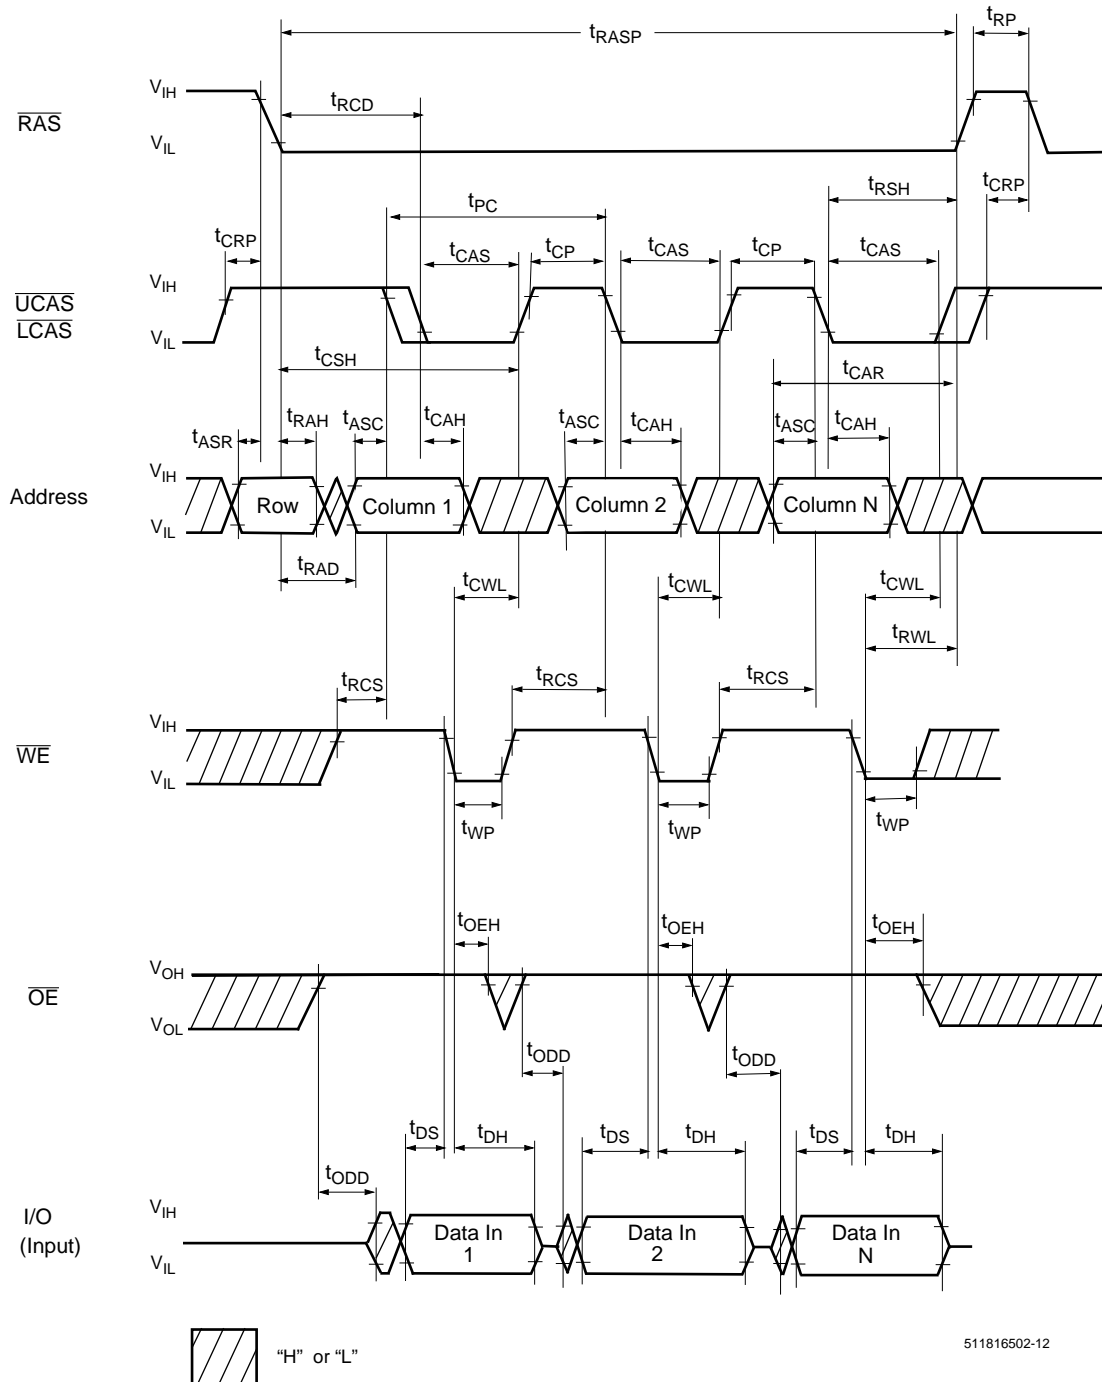 tRASP
tRP
VIH
RAS
VIL
tRCD
tRSH
tCRP
tPC
tCRP
tCAS
tCP
tCAS
tCP
tCAS
VIH
UCAS
LCAS
VIL
tCSH
tCAR
tASR
tRAH
tASC
tCAH
tASC
tCAH
tASC
tCAH
VIH
Address
Row
Column 1
Column 2
Column N
VIL
tRAD
tCWL
tCWL
tCWL
tRWL
tRCS
tRCS
tRCS
VIH
WE
VIL
tWP
tWP
tWP
tOEH
tOEH
tOEH
VOH
OE
VOL
tODD
tODD
tDS
tDH
tDS
tDH
tDS
tDH
tODD
VIH
I/O
(Input)
VIL
Data In
1
Data In
2
Data In
N
"H" or "L"
511816502-12